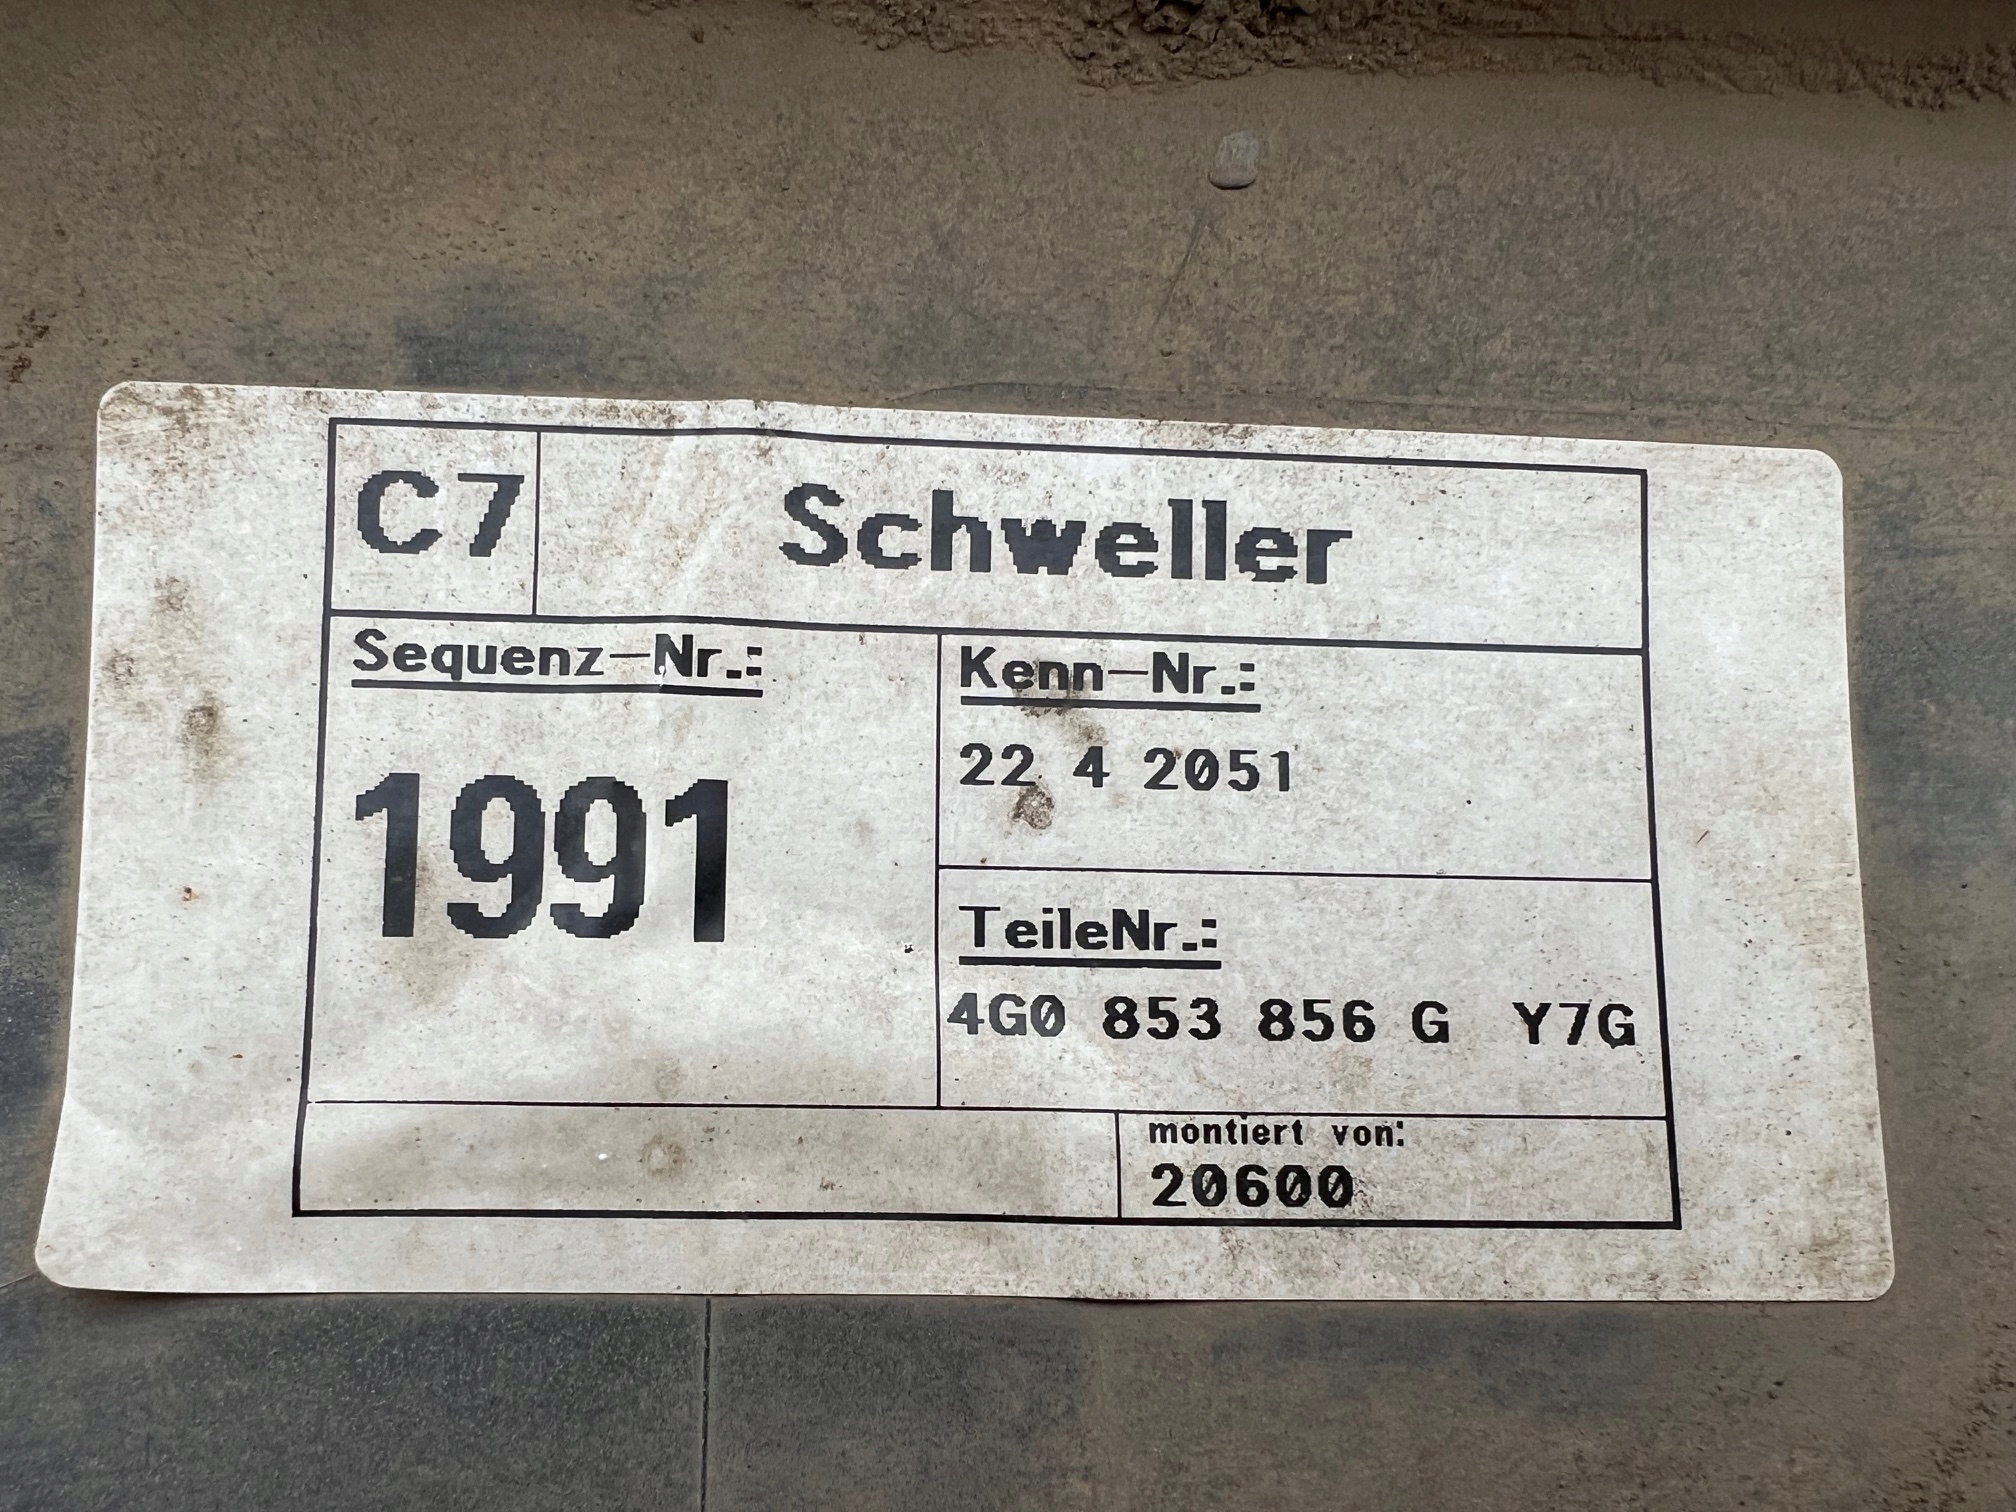 C7
Schweller
Sequenz-Nr.:
1991
Kenn-Nr.:
22 4 2051
TeileNr.:
4G0 853 856 G Y7G
montiert von:
20600